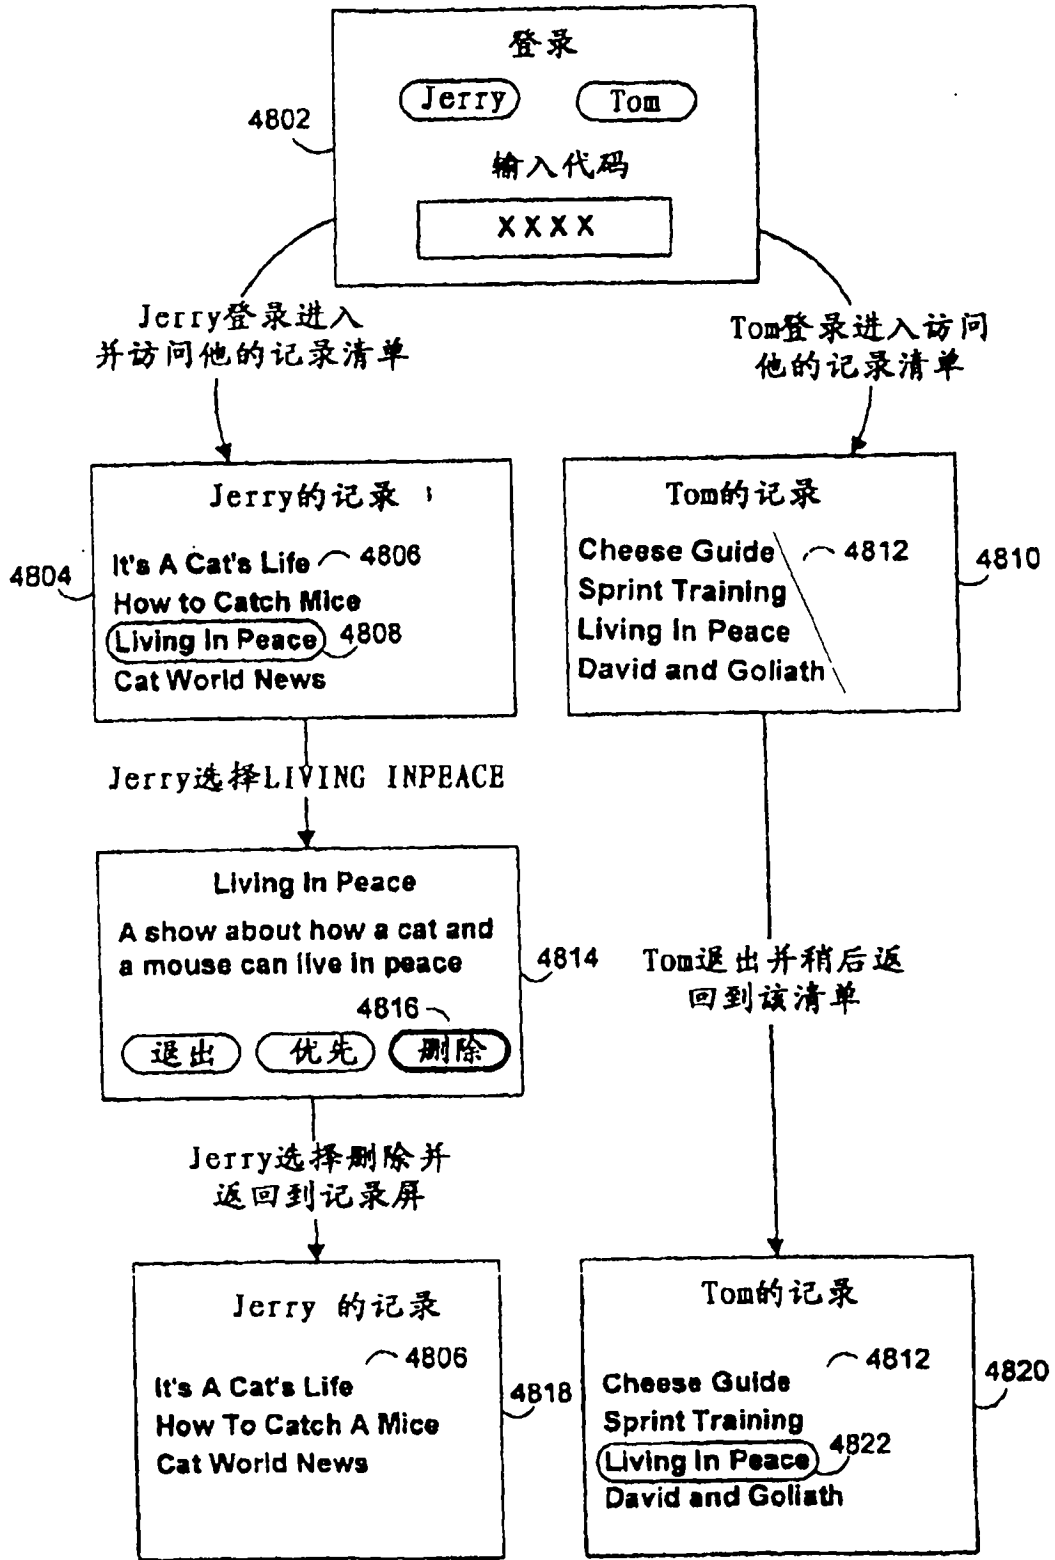 登录
Jerry Tom
4802
输入代码
XXXX
Jerry登录进入
并访问他的记录清单
Tom登录进入访问
他的记录清单
Jerry的记录
It's A Cat's Life 4806
4804
How to Catch Mice
Living In Peace 4808
Cat World News
Tom的记录
Cheese Guide 4812
4810
Sprint Training
Living In Peace
David and Goliath
Jerry选择LIVING INPEACE
Living In Peace
A show about how a cat and
a mouse can live in peace
4814
4816
退出 优先 删除
Tom退出并稍后返
回到该清单
Jerry选择删除并
返回到记录屏
Jerry 的记录
4806
It's A Cat's Life
4818
How To Catch A Mice
Cat World News
Tom的记录
4812
4820
Cheese Guide
Sprint Training
Living In Peace 4822
David and Goliath